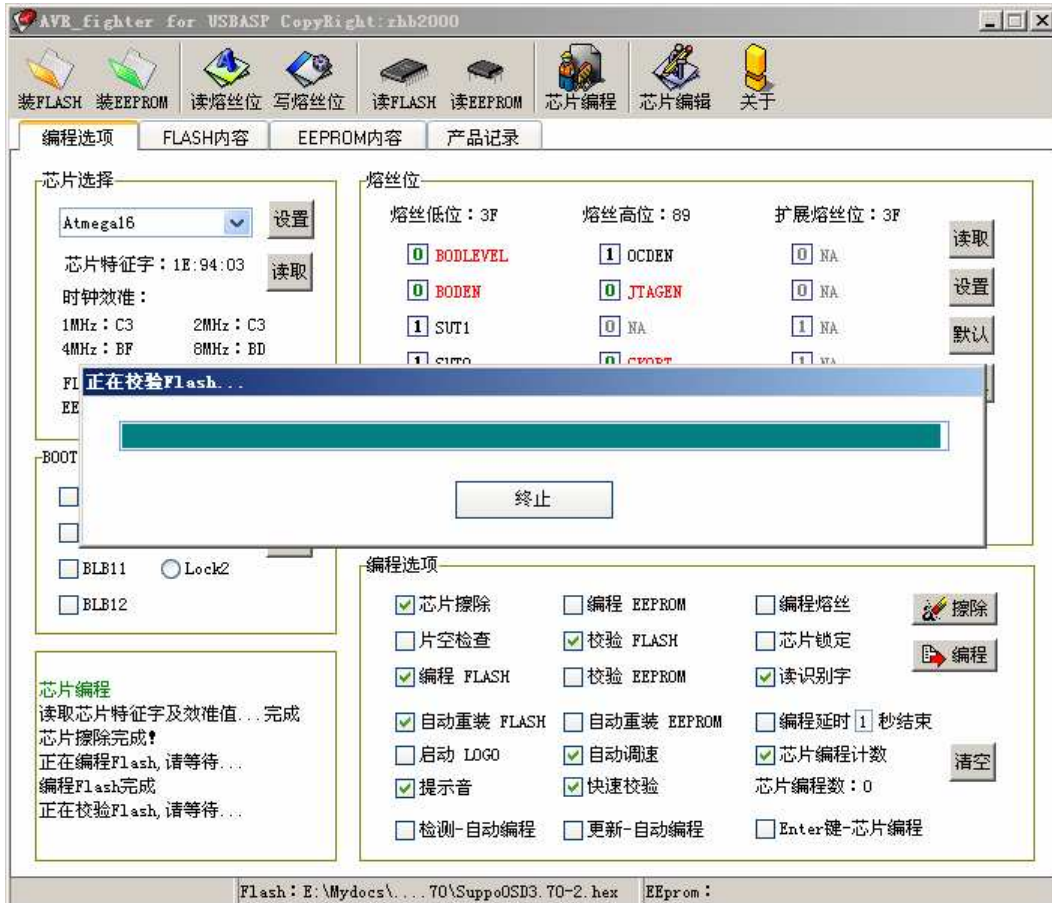 AVR_fighter for USBASP CopyRight:zhb2000
装FLASH 装EEPROM 读熔丝位 写熔丝位 读FLASH 读EEPROM 芯片编程 芯片编辑 关于
编程选项 FLASH内容 EEPROM内容 产品记录
芯片选择
Atmega16 设置
芯片特征字：1E:94:03 读取
时钟效准：
1MHz：C3 2MHz：C3
4MHz：BF 8MHz：BD
FL
EE
熔丝位
熔丝低位：3F 熔丝高位：89 扩展熔丝位：3F
0 BODLEVEL 1 OCDEN 0 NA 读取
0 BODEN 0 JTAGEN 0 NA 设置
1 SUT1 0 NA 1 NA 默认
1 SUT0 0 CKOPT 1 NA
正在校验Flash...
终止
BOOT
BLB11 Lock2
BLB12
编程选项
芯片擦除 编程 EEPROM 编程熔丝 擦除
片空检查 校验 FLASH 芯片锁定
编程 FLASH 校验 EEPROM 读识别字 编程
自动重装 FLASH 自动重装 EEPROM 编程延时 1 秒结束
启动 LOGO 自动调速 芯片编程计数 清空
提示音 快速校验 芯片编程数：0
检测-自动编程 更新-自动编程 Enter键-芯片编程
芯片编程
读取芯片特征字及效准值...完成
芯片擦除完成!
正在编程Flash,请等待...
编程Flash完成
正在校验Flash,请等待...
Flash：E:\Mydocs\....70\SuppoOSD3.70-2.hex EEprom：